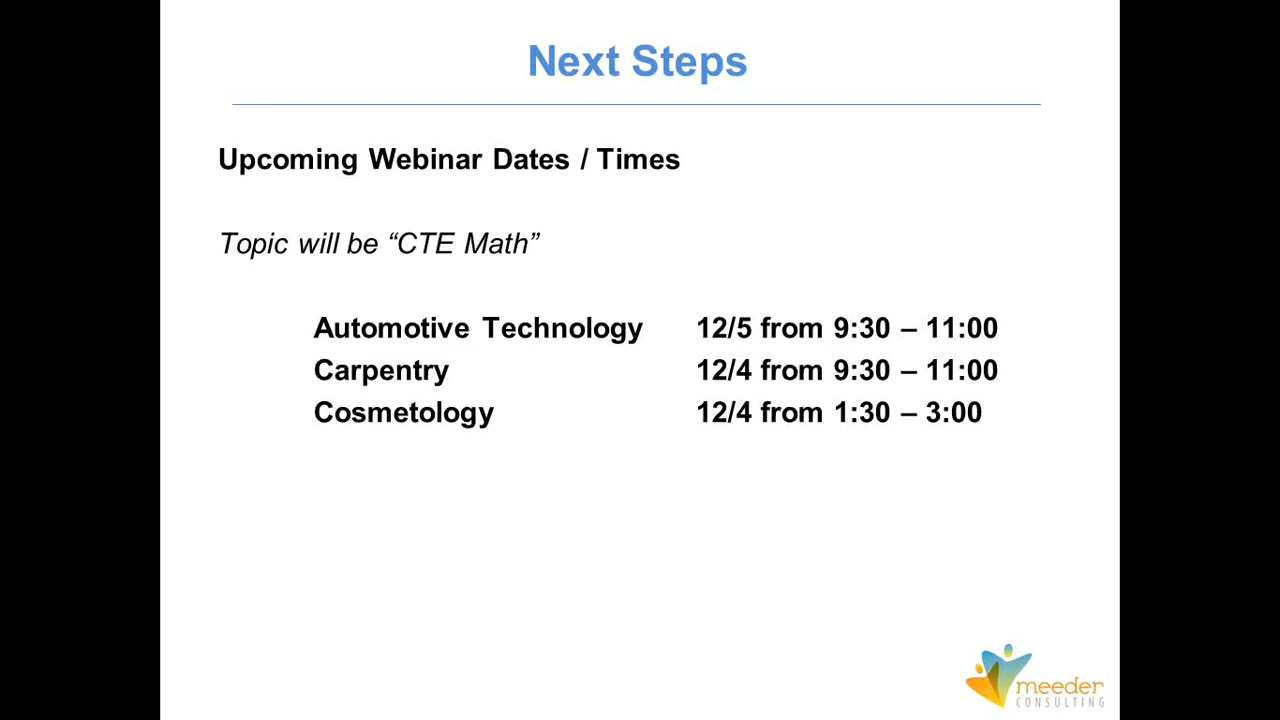 Next Steps
Upcoming Webinar Dates / Times
Topic will be “CTE Math”
Automotive Technology 12/5 from 9:30 – 11:00
Carpentry 12/4 from 9:30 – 11:00
Cosmetology 12/4 from 1:30 – 3:00
meeder
CONSULTING